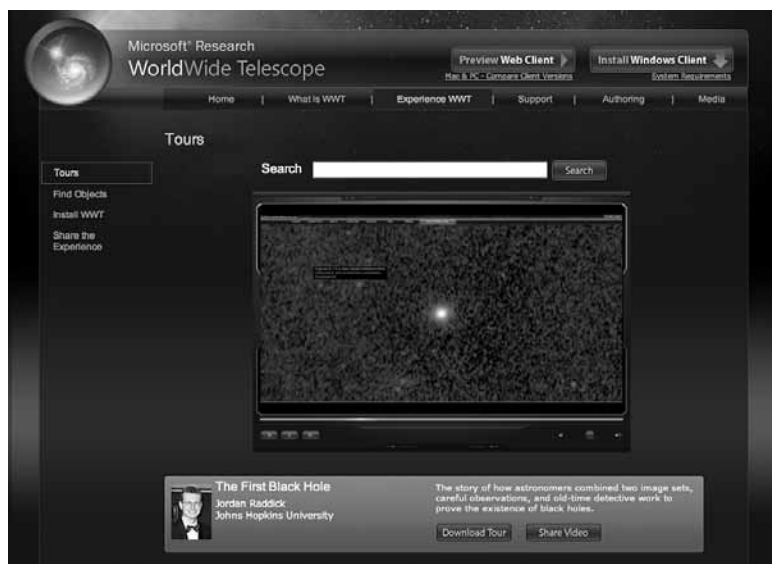 Microsoft® Research
WorldWide Telescope
Preview Web Client
Install Windows Client
Mac & PC - Compare Client Versions
System Requirements
Home | What is WWT | Experience WWT | Support | Authoring | Media
Tours
Search
Search
Tours
Find Objects
Install WWT
Share the
Experience
The First Black Hole
Jordan Raddick
Johns Hopkins University
The story of how astronomers combined two image sets,
careful observations, and old-time detective work to
prove the existence of black holes.
Download Tour
Share Video